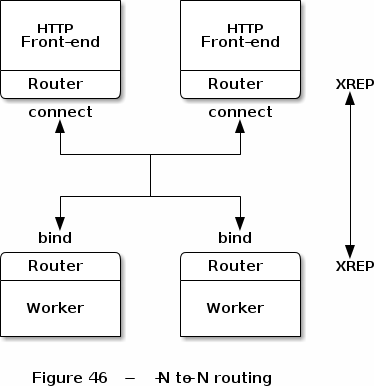 HTTP
Front-end
HTTP
Front-end
Router
Router
XREP
connect
connect
bind
bind
Router
Router
XREP
Worker
Worker
Figure 46 – N to N routing